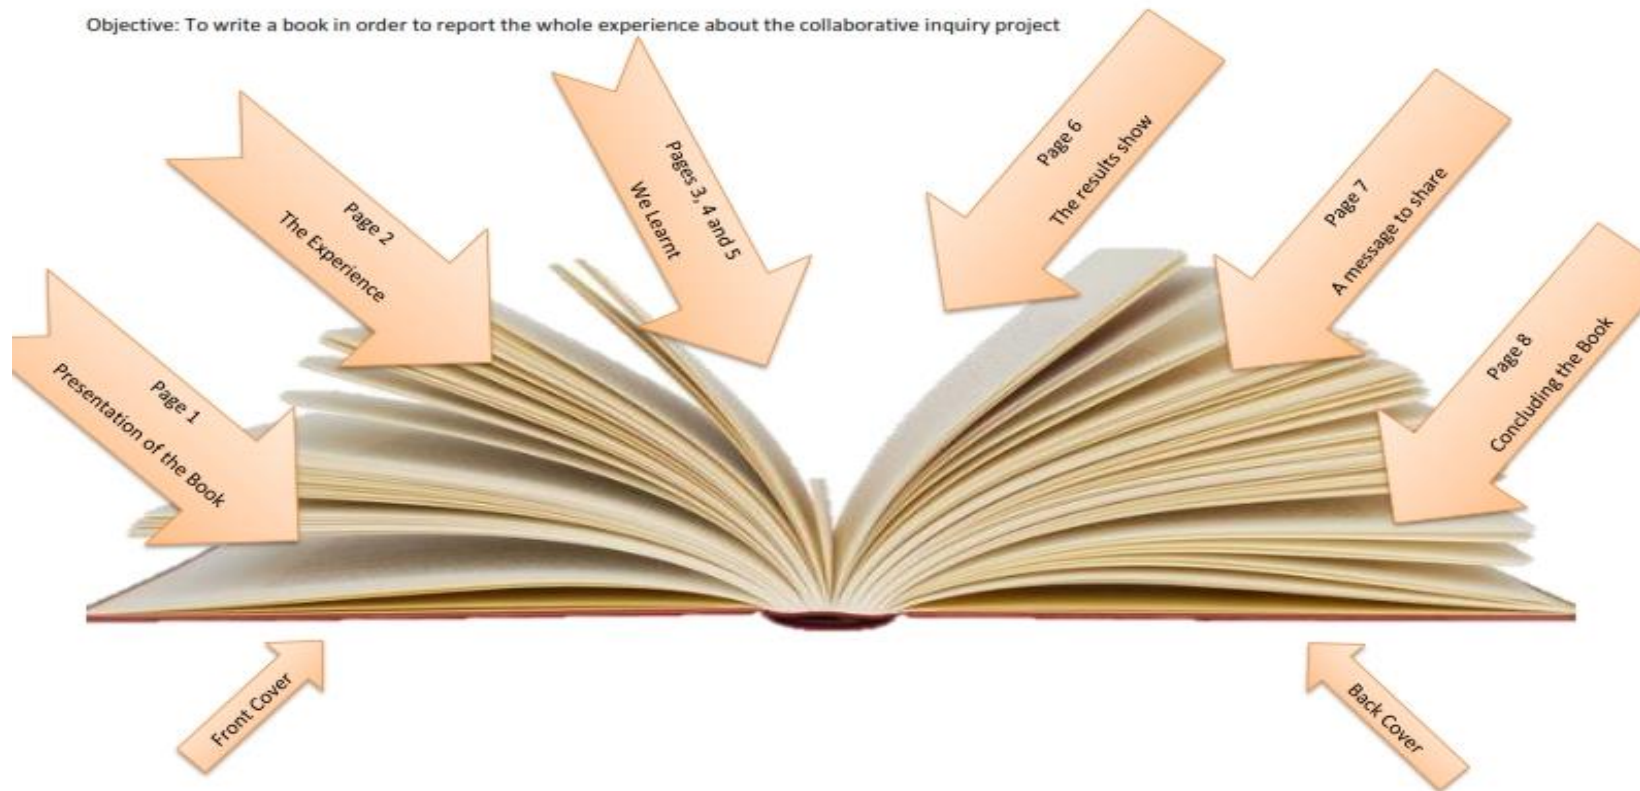 Objective: To write a book in order to report the whole experience about the collaborative inquiry project
Page 1
Presentation of the Book
Page 2
The Experience
Pages 3, 4 and 5
We Learnt
Page 6
The results show
Page 7
A message to share
Page 8
Concluding the Book
Front Cover
Back Cover